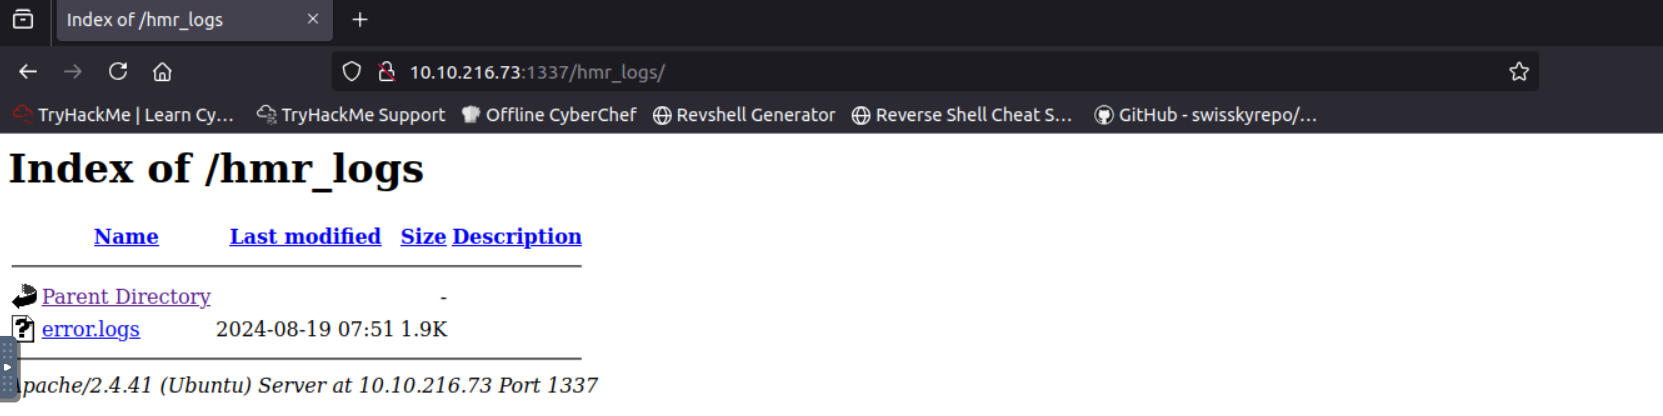 Index of /hmr_logs
10.10.216.73:1337/hmr_logs/
TryHackMe | Learn Cy... TryHackMe Support Offline CyberChef Revshell Generator Reverse Shell Cheat S... GitHub - swisskyrepo/...
Index of /hmr_logs
Name Last modified Size Description
Parent Directory -
error.logs 2024-08-19 07:51 1.9K
Apache/2.4.41 (Ubuntu) Server at 10.10.216.73 Port 1337